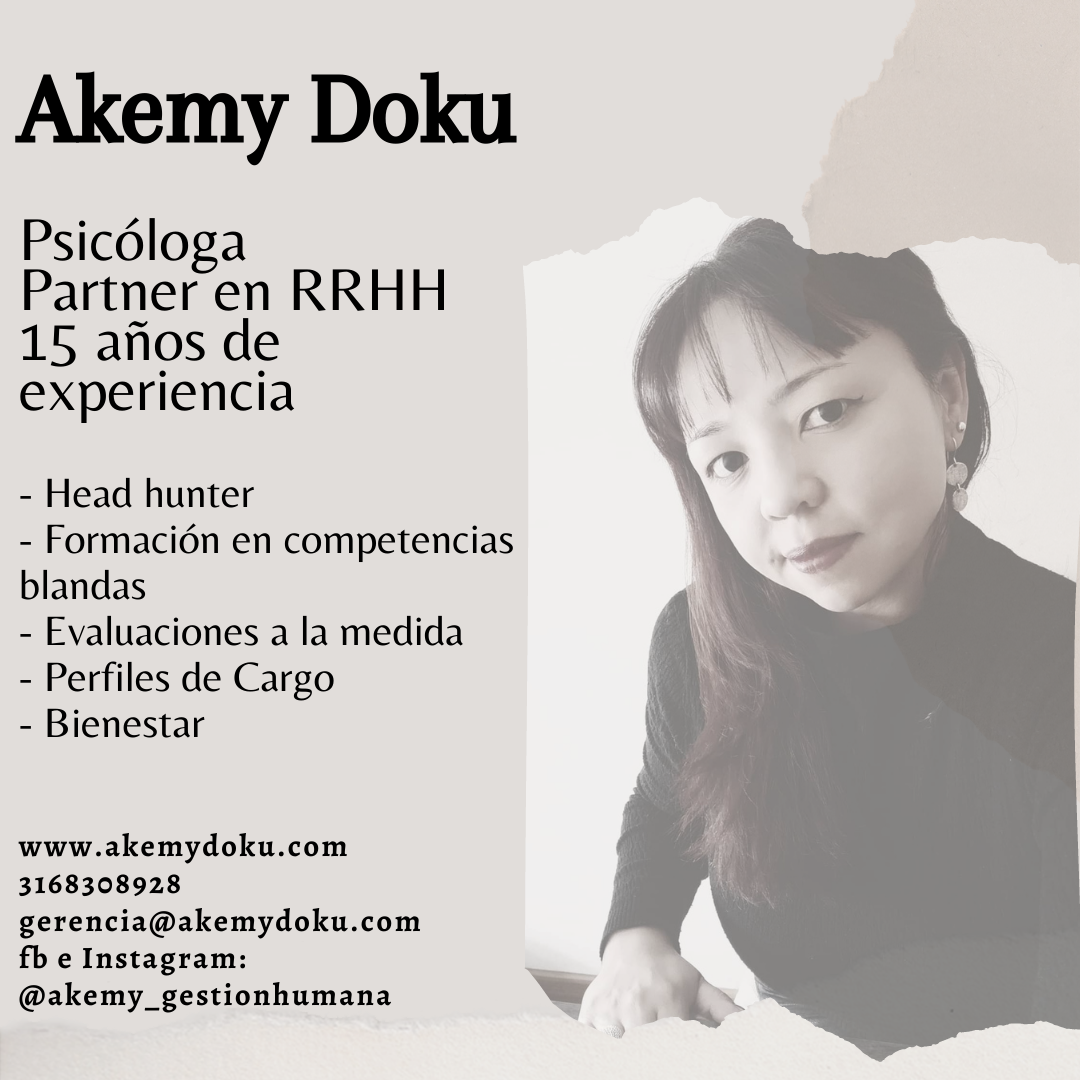 Akemy Doku
Psicóloga
Partner en RRHH
15 años de
experiencia
- Head hunter
- Formación en competencias
blandas
- Evaluaciones a la medida
- Perfiles de Cargo
- Bienestar
www.akemydoku.com
3168308928
gerencia@akemydoku.com
fb e Instagram:
@akemy_gestionhumana